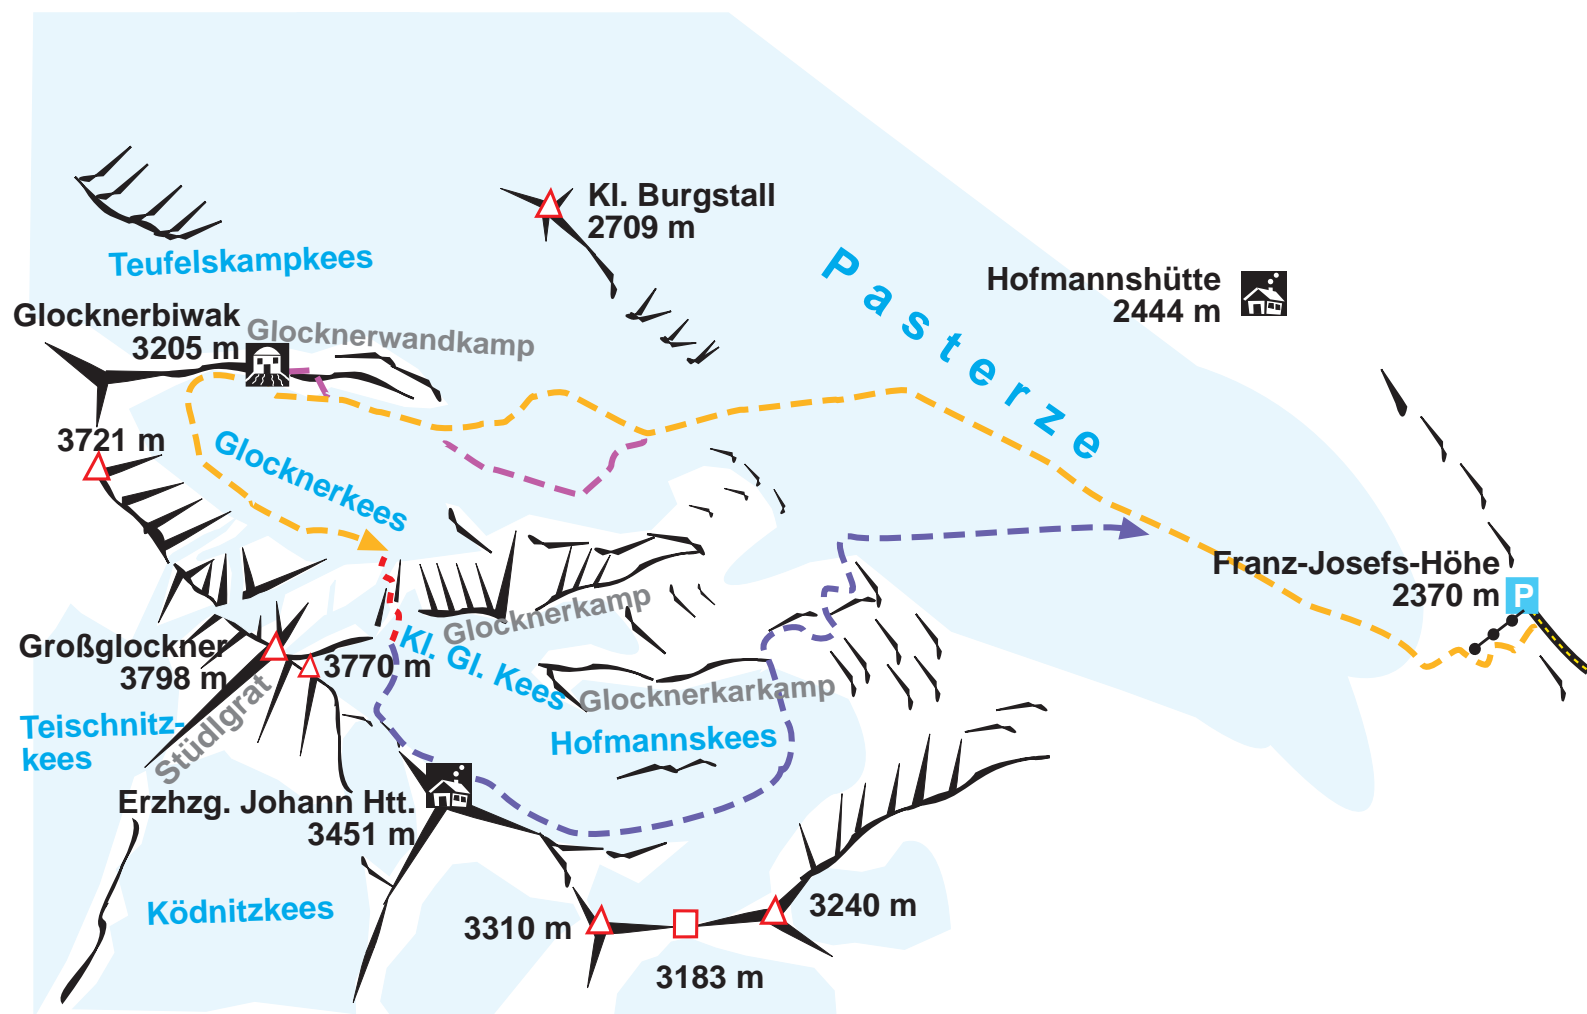 Kl. Burgstall
2709 m
Teufelskampkees
Pasterze
Hofmannshütte
2444 m
Glocknerbiwak
3205 m
Glocknerwandkamp
3721 m
Glocknerkees
Franz-Josefs-Höhe
2370 m
P
Glocknerkamp
Kl. Gl. Kees
Großglockner
3798 m
3770 m
Stüdlgrat
Glocknerkarkamp
Teischnitz-
kees
Hofmannskees
Erzhzg. Johann Htt.
3451 m
Ködnitzkees
3310 m
3240 m
3183 m